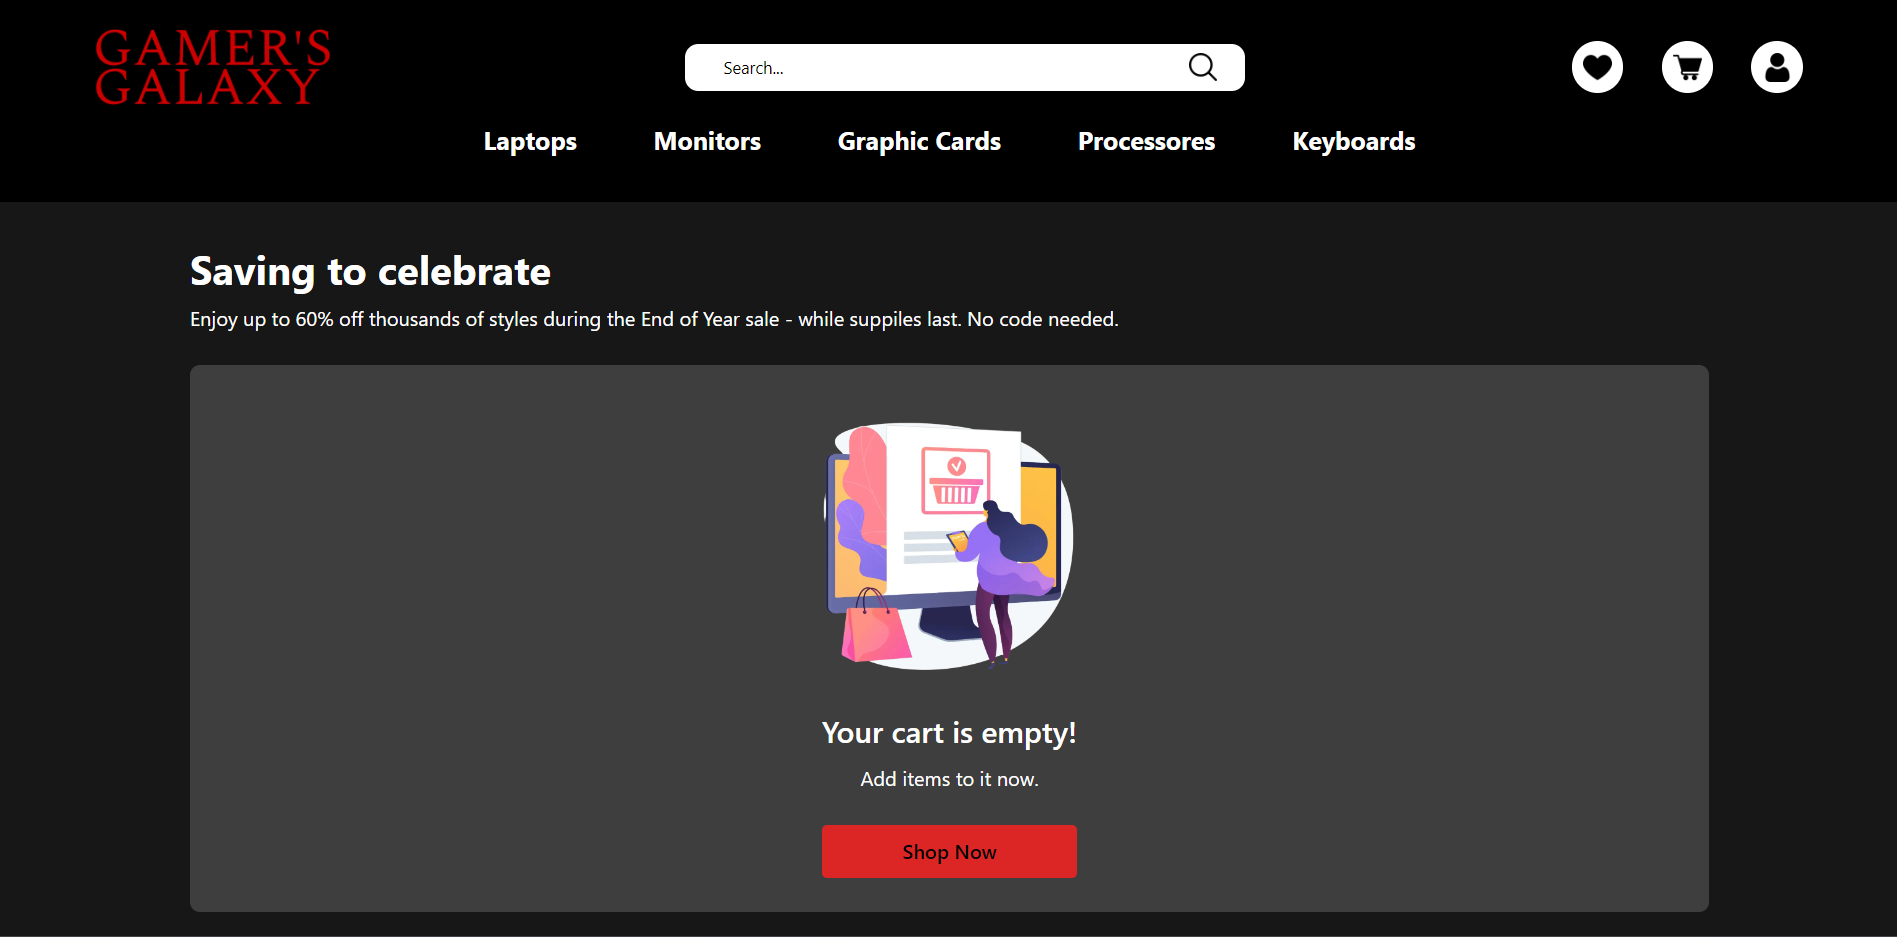 GAMER'S
GALAXY
Search...
Laptops Monitors Graphic Cards Processores Keyboards
Saving to celebrate
Enjoy up to 60% off thousands of styles during the End of Year sale - while suppiles last. No code needed.
Your cart is empty!
Add items to it now.
Shop Now